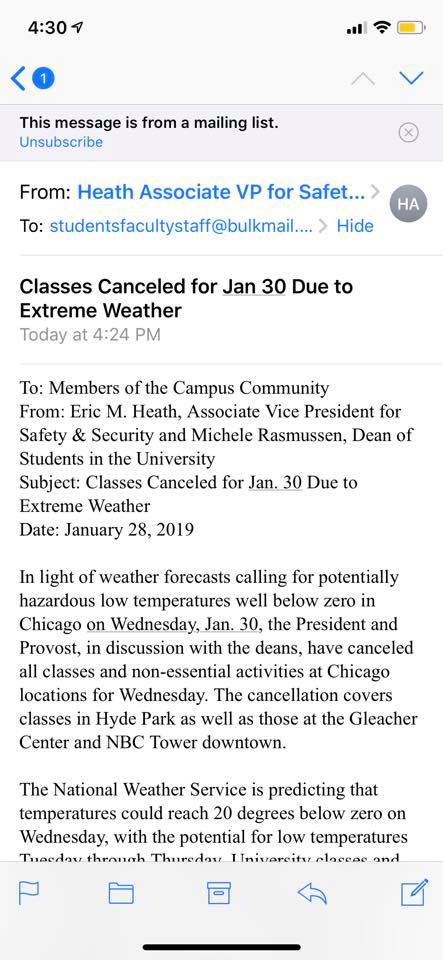 4:30
1
This message is from a mailing list.
Unsubscribe
From: Heath Associate VP for Safet...
HA
To: studentsfacultystaff@bulkmail.... Hide
Classes Canceled for Jan 30 Due to
Extreme Weather
Today at 4:24 PM
To: Members of the Campus Community
From: Eric M. Heath, Associate Vice President for
Safety & Security and Michele Rasmussen, Dean of
Students in the University
Subject: Classes Canceled for Jan. 30 Due to
Extreme Weather
Date: January 28, 2019
In light of weather forecasts calling for potentially
hazardous low temperatures well below zero in
Chicago on Wednesday, Jan. 30, the President and
Provost, in discussion with the deans, have canceled
all classes and non-essential activities at Chicago
locations for Wednesday. The cancellation covers
classes in Hyde Park as well as those at the Gleacher
Center and NBC Tower downtown.
The National Weather Service is predicting that
temperatures could reach 20 degrees below zero on
Wednesday, with the potential for low temperatures
Tuesday through Thursday. University classes and